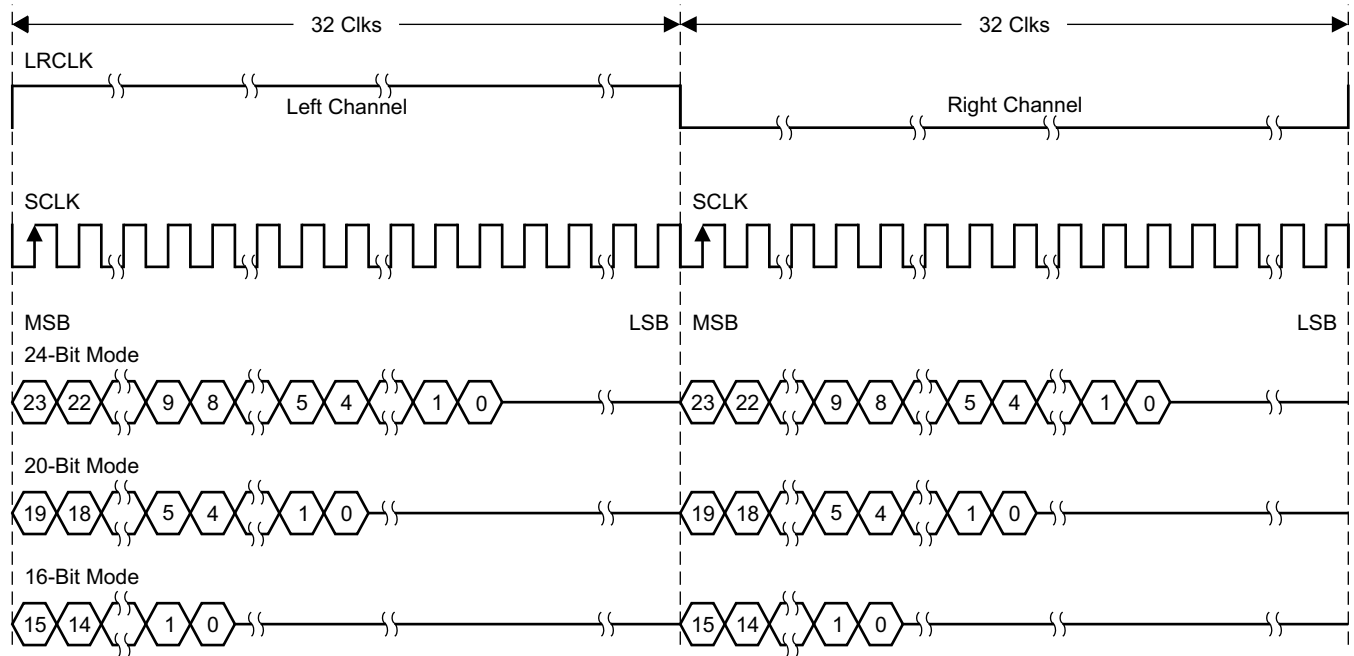 32 Clks 32 Clks
LRCLK
Left Channel Right Channel
SCLK SCLK
MSB LSB MSB LSB
24-Bit Mode
23 22 9 8 5 4 1 0 23 22 9 8 5 4 1 0
20-Bit Mode
19 18 5 4 1 0 19 18 5 4 1 0
16-Bit Mode
15 14 1 0 15 14 1 0